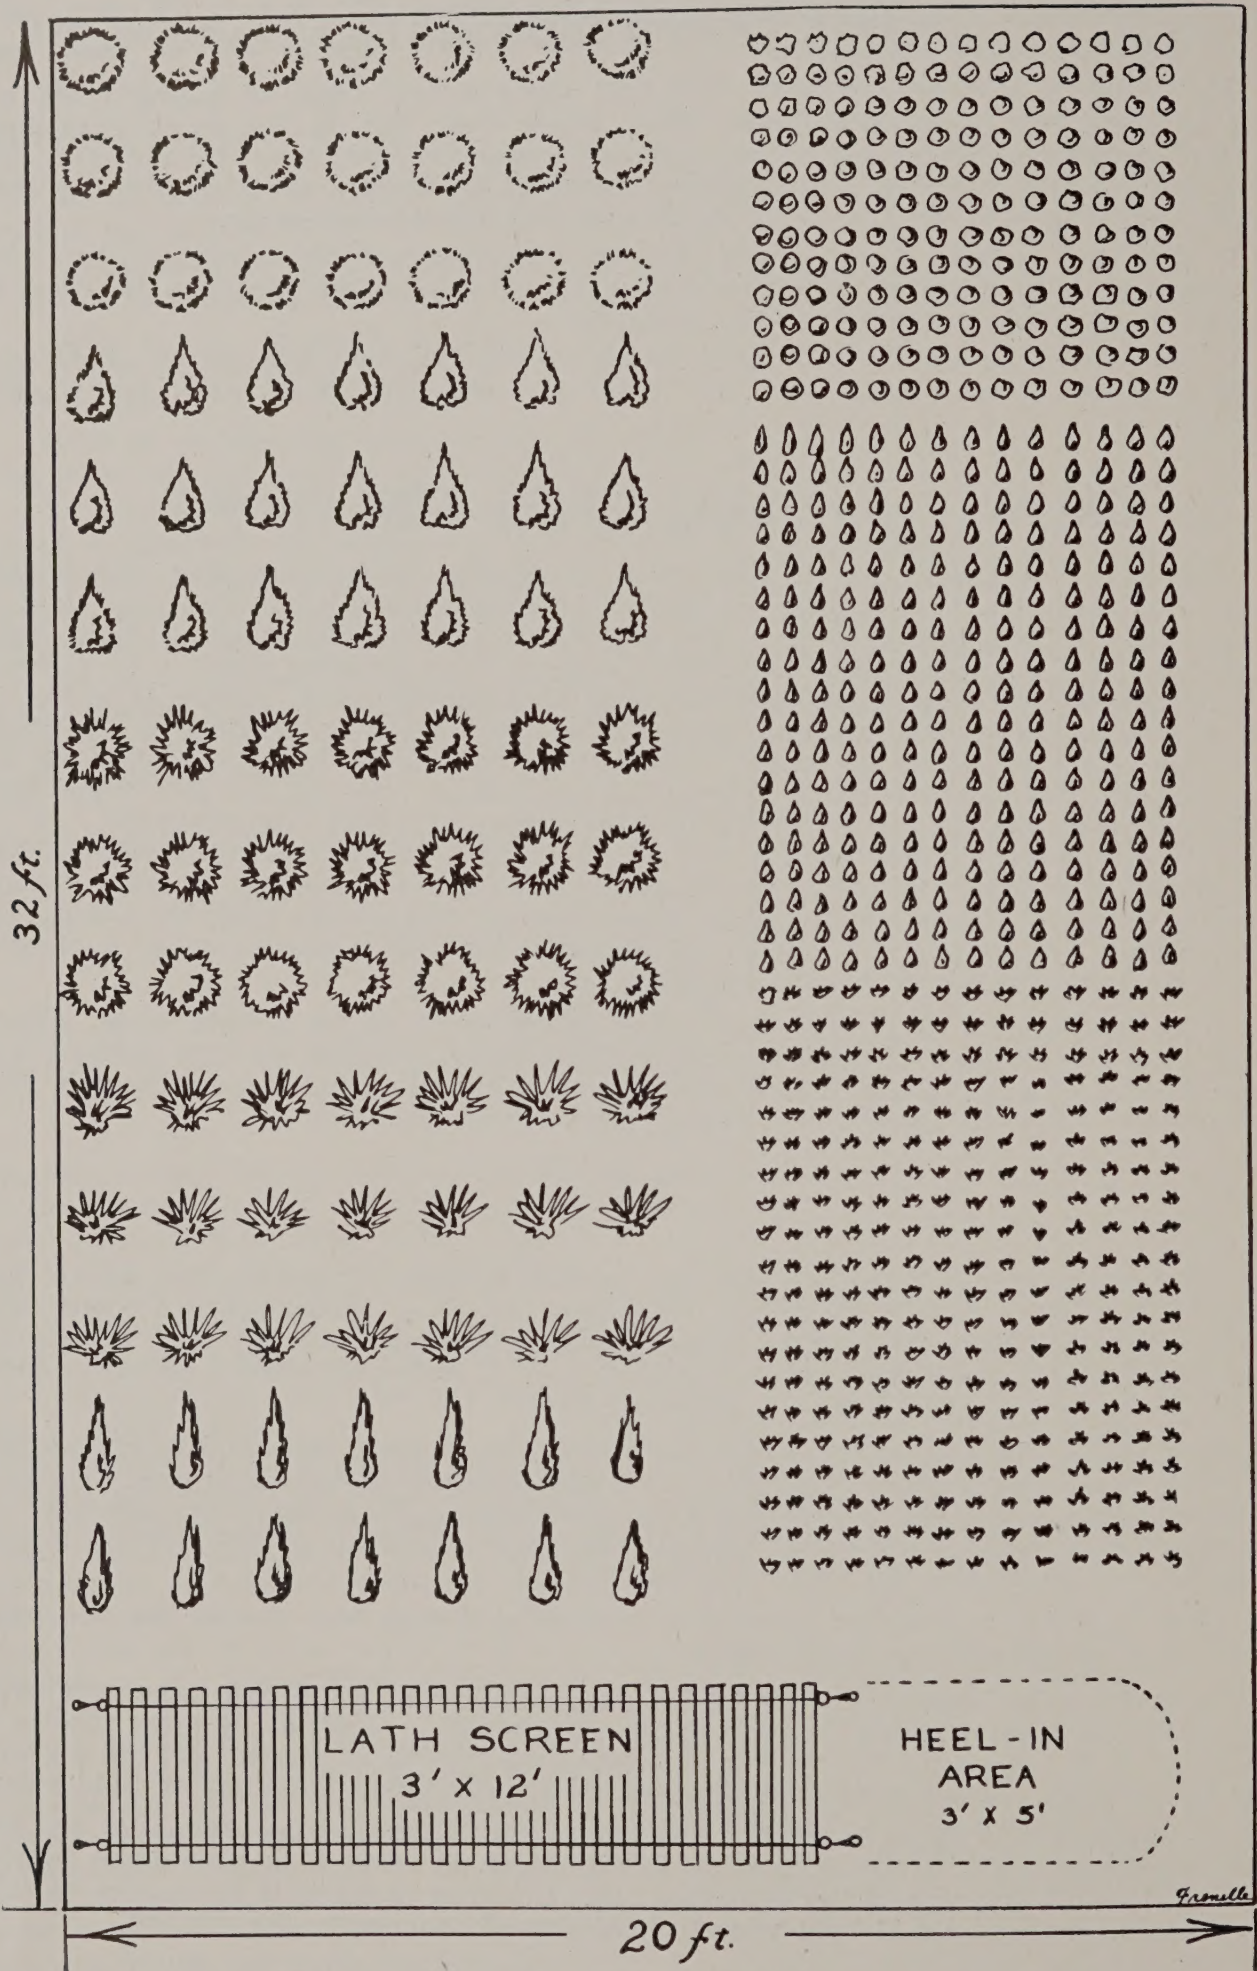 32 ft.
LATH SCREEN
3' X 12'
HEEL-IN
AREA
3' X 5'
20 ft.